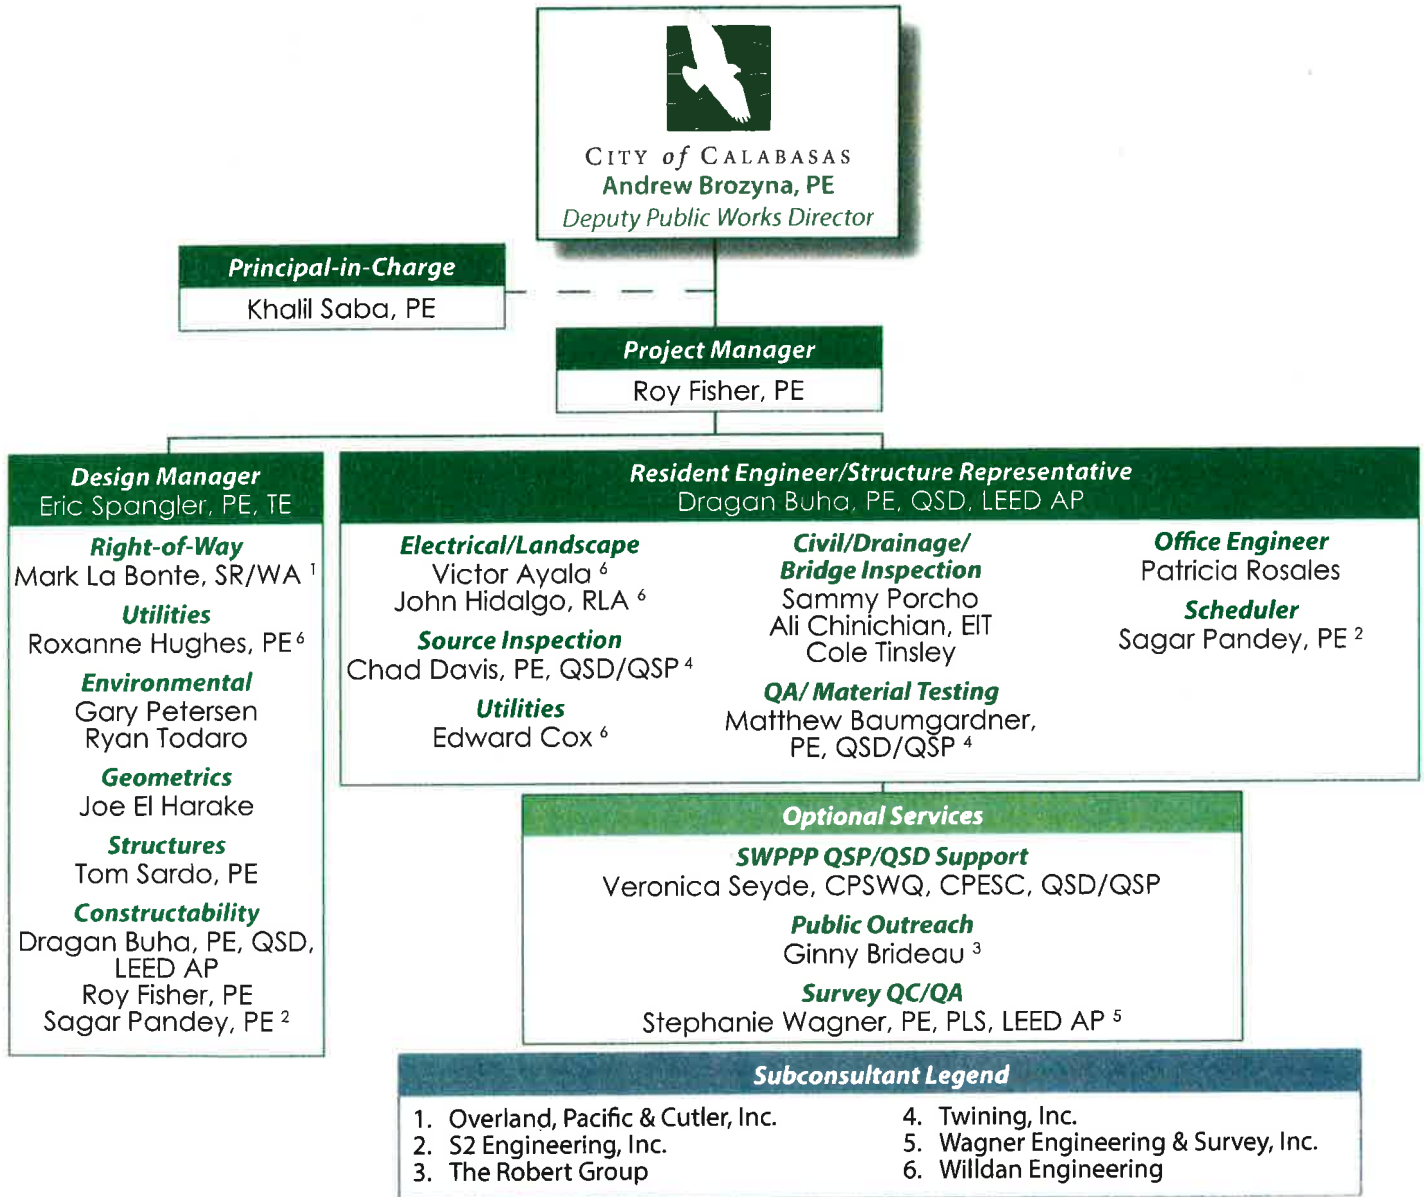 CITY of CALABASAS
Andrew Brozyna, PE
Deputy Public Works Director
Principal-in-Charge
Khalil Saba, PE
Project Manager
Roy Fisher, PE
Design Manager
Eric Spangler, PE, TE
Right-of-Way
Mark La Bonte, SR/WA 1
Utilities
Roxanne Hughes, PE 6
Environmental
Gary Petersen
Ryan Todaro
Geometrics
Joe El Harake
Structures
Tom Sardo, PE
Constructability
Dragan Buha, PE, QSD,
LEED AP
Roy Fisher, PE
Sagar Pandey, PE 2
Resident Engineer/Structure Representative
Dragan Buha, PE, QSD, LEED AP
Electrical/Landscape
Victor Ayala 6
John Hidalgo, RLA 6
Source Inspection
Chad Davis, PE, QSD/QSP 4
Utilities
Edward Cox 6
Civil/Drainage/
Bridge Inspection
Sammy Porcho
Ali Chinichian, EIT
Cole Tinsley
QA/ Material Testing
Matthew Baumgardner,
PE, QSD/QSP 4
Office Engineer
Patricia Rosales
Scheduler
Sagar Pandey, PE 2
Optional Services
SWPPP QSP/QSD Support
Veronica Seyde, CPSWQ, CPESC, QSD/QSP
Public Outreach
Ginny Brideau 3
Survey QC/QA
Stephanie Wagner, PE, PLS, LEED AP 5
Subconsultant Legend
1. Overland, Pacific & Cutler, Inc.
2. S2 Engineering, Inc.
3. The Robert Group
4. Twining, Inc.
5. Wagner Engineering & Survey, Inc.
6. Willdan Engineering